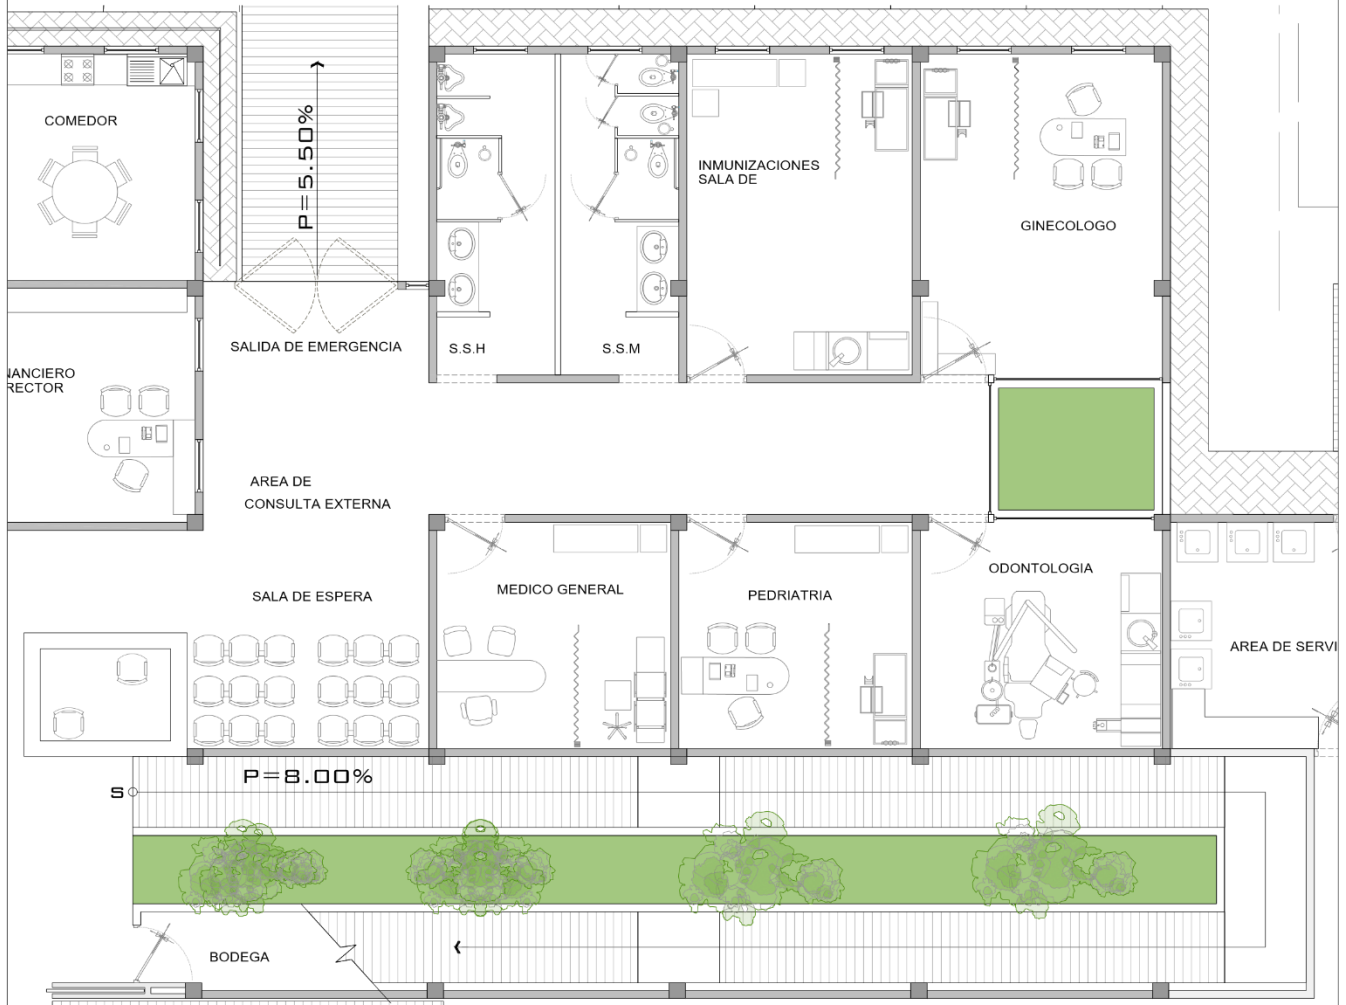 COMEDOR
P=5.50%
INMUNIZACIONES
SALA DE
GINECOLOGO
SALIDA DE EMERGENCIA
S.S.H
S.S.M
NANCIERO
RECTOR
AREA DE
CONSULTA EXTERNA
SALA DE ESPERA
MEDICO GENERAL
PEDRIATRIA
ODONTOLOGIA
AREA DE SERVI
P=8.00%
S
BODEGA